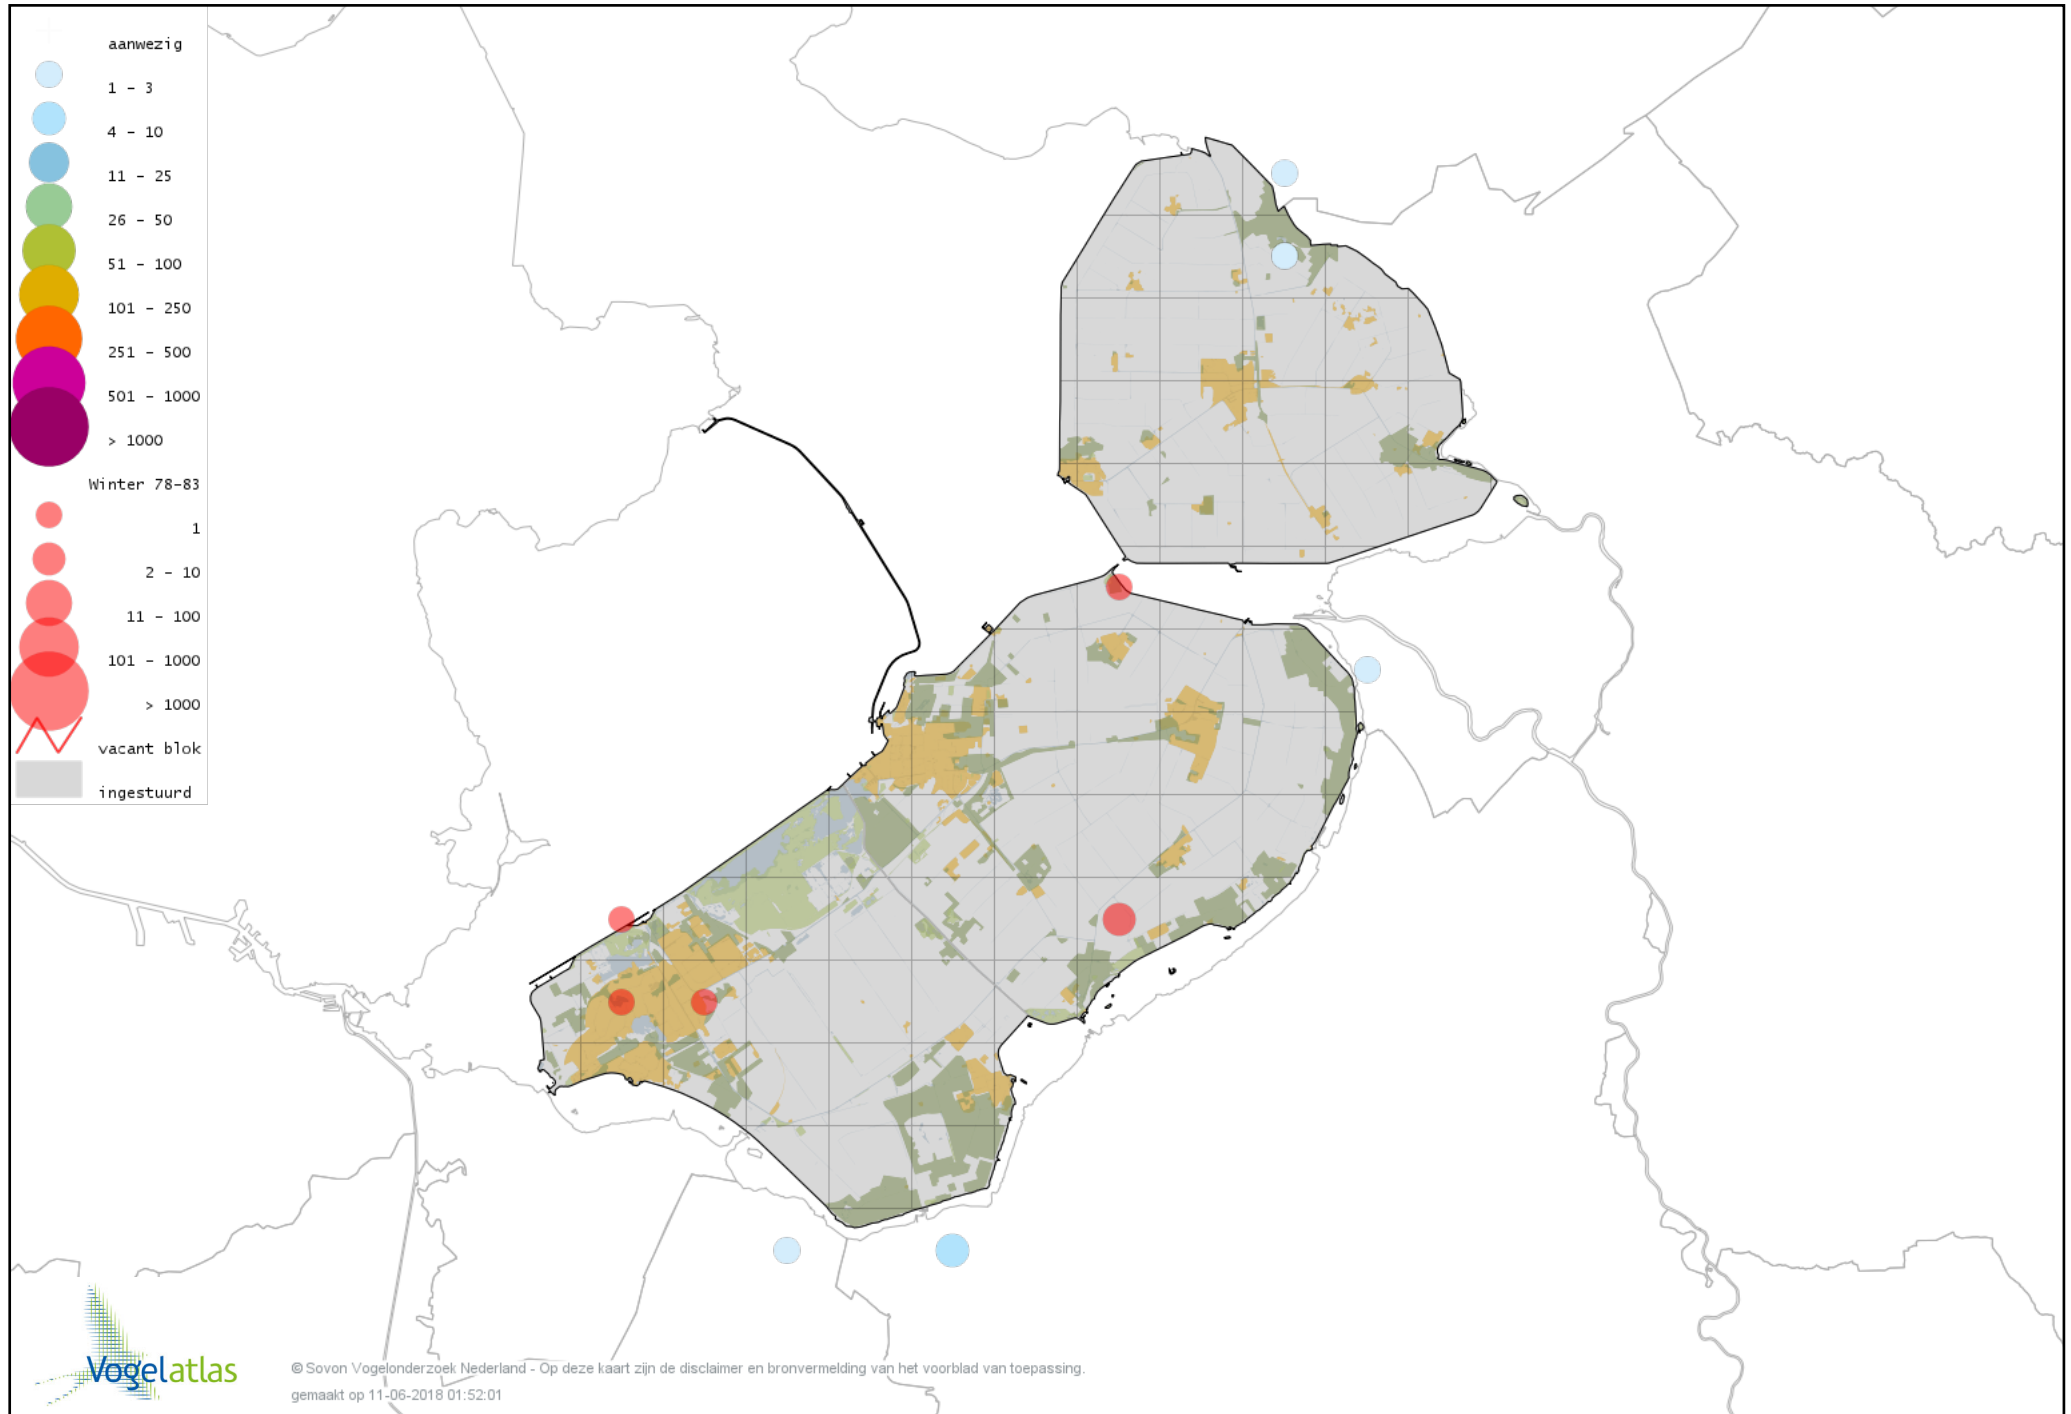 aanwezig
1 - 3
4 - 10
11 - 25
26 - 50
51 - 100
101 - 250
251 - 500
501 - 1000
> 1000
Winter 78-83
1
2 - 10
11 - 100
101 - 1000
> 1000
vacant blok
ingestuurd
Vogelatlas
© Sovon Vogelonderzoek Nederland - Op deze kaart zijn de disclaimer en bronvermelding van het voorblad van toepassing.
gemaakt op 11-06-2018 01:52:01